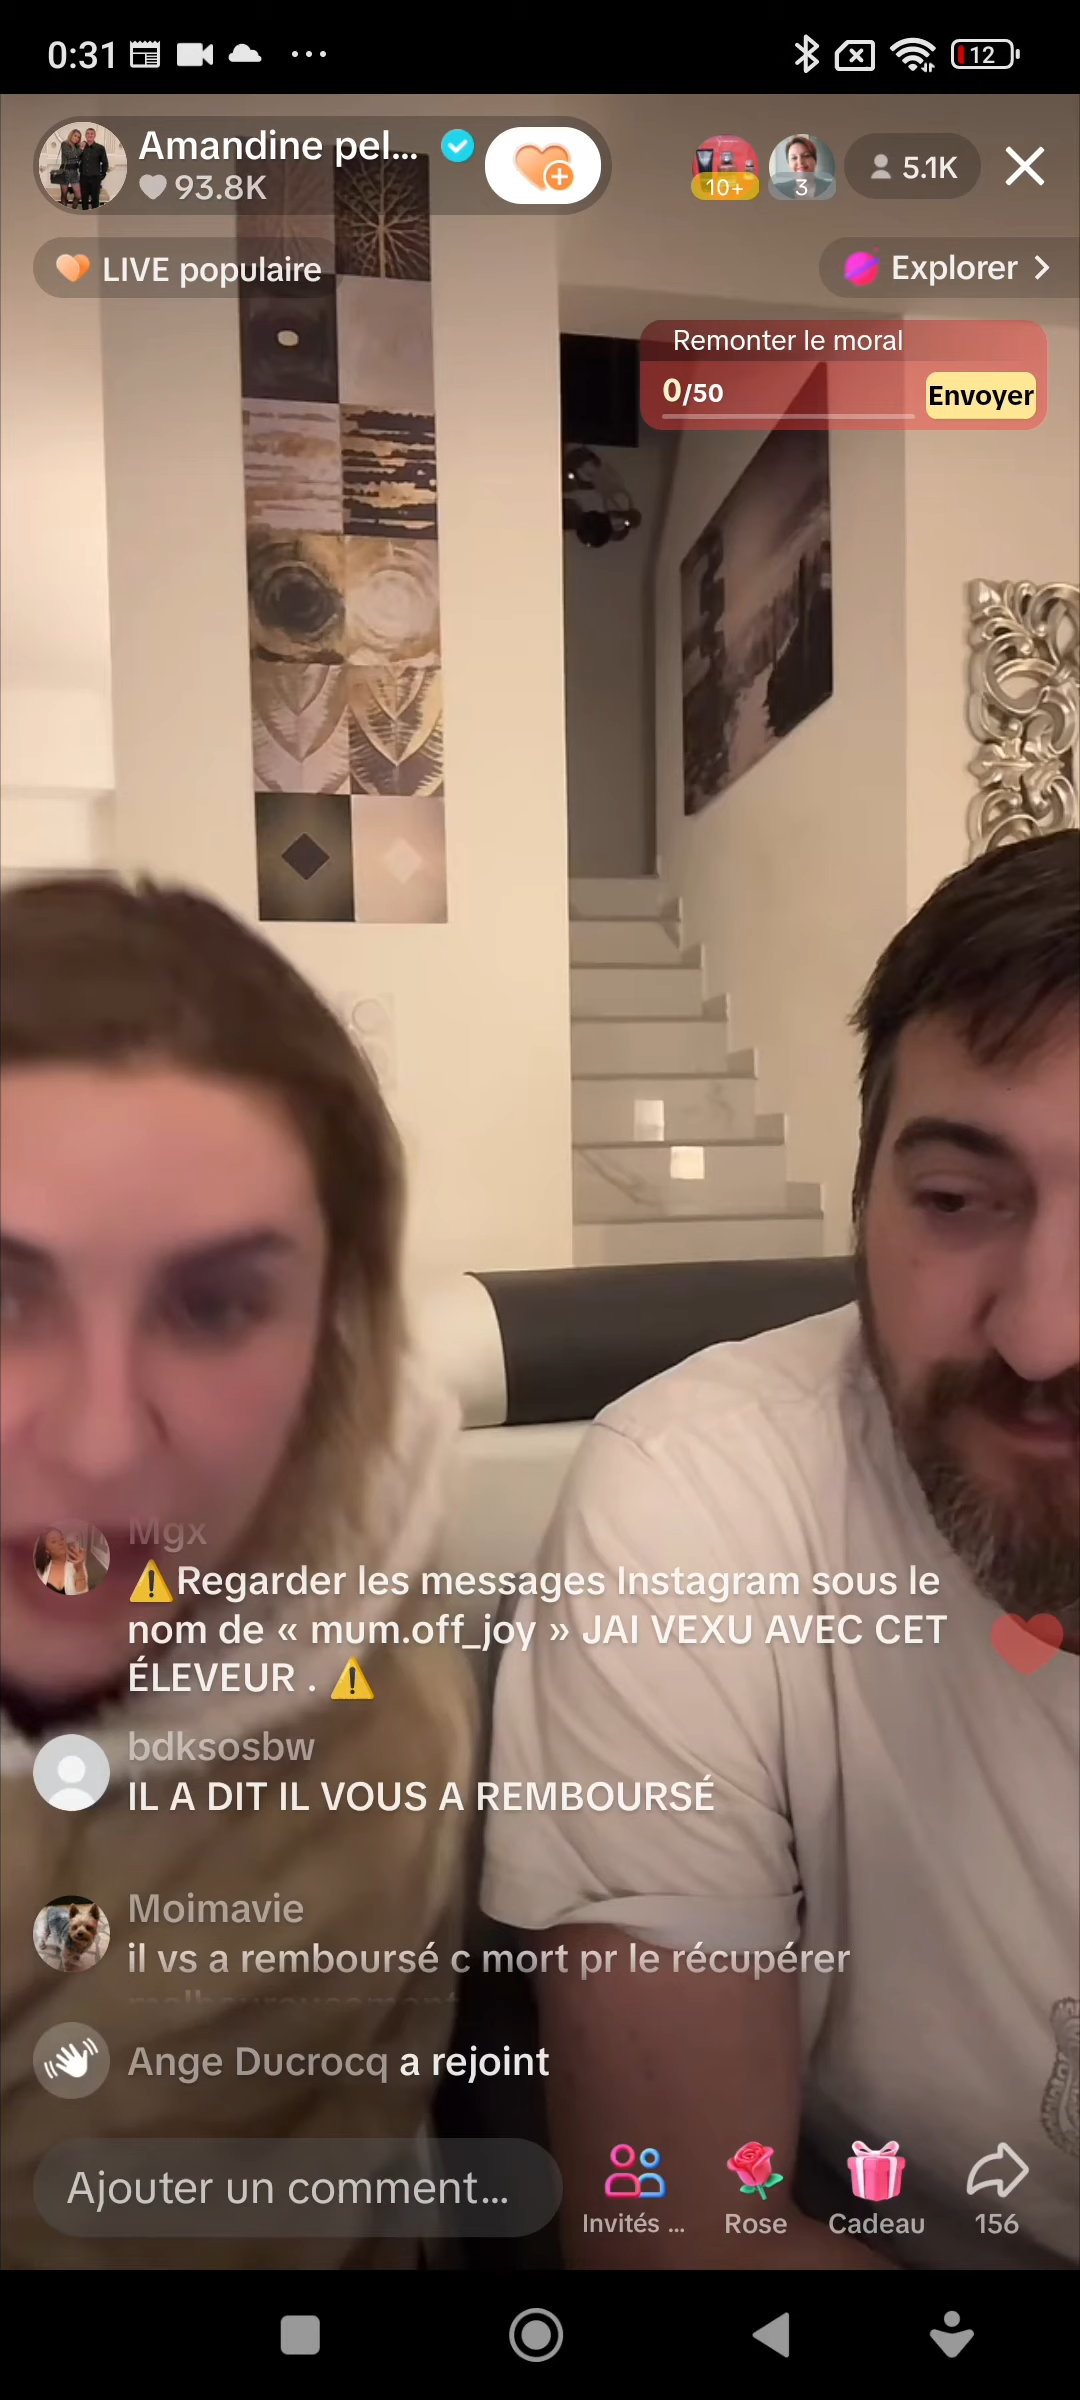 0:31
12
Amandine pel...
93.8K
10+
3
5.1K
LIVE populaire
Explorer
Remonter le moral
0/50
Envoyer
Mgx
⚠️Regarder les messages Instagram sous le
nom de « mum.off_joy » JAI VEXU AVEC CET
ÉLEVEUR . ⚠️
bdksosbw
IL A DIT IL VOUS A REMBOURSÉ
Moimavie
il vs a remboursé c mort pr le récupérer
Ange Ducrocq a rejoint
Ajouter un comment...
Invités ...
Rose
Cadeau
156